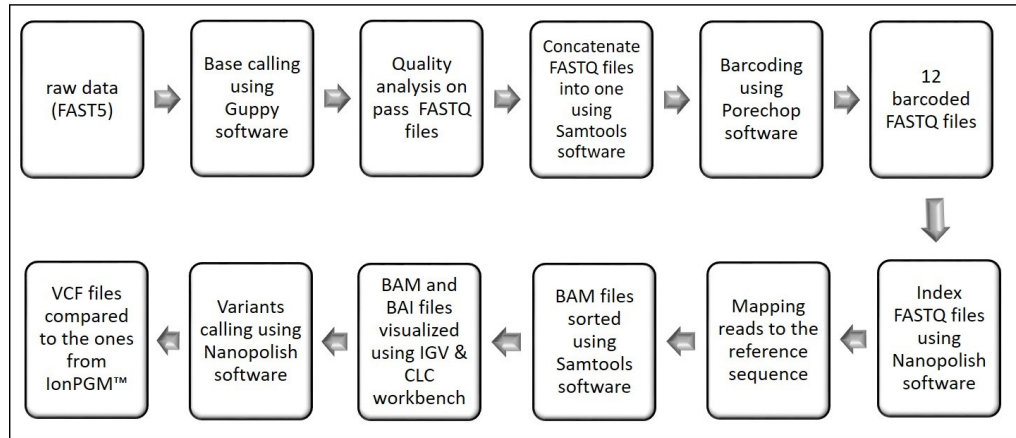 raw data
(FAST5)
Base calling
using
Guppy
software
Quality
analysis on
pass FASTQ
files
Concatenate
FASTQ files
into one
using
Samtools
software
Barcoding
using
Porechop
software
12
barcoded
FASTQ files
Index
FASTQ files
using
Nanopolish
software
Mapping
reads to the
reference
sequence
BAM files
sorted
using
Samtools
software
BAM and
BAI files
visualized
using IGV &
CLC
workbench
Variants
calling using
Nanopolish
software
VCF files
compared
to the ones
from
IonPGM™